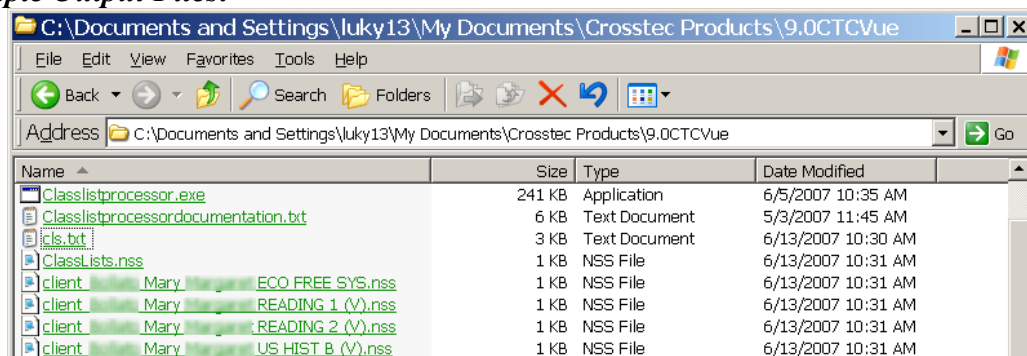 C:\Documents and Settings\luky13\My Documents\Crosstec Products\9.0CTCVue
File Edit View Favorites Tools Help
Back Search Folders
Address C:\Documents and Settings\luky13\My Documents\Crosstec Products\9.0CTCVue Go
Name Size Type Date Modified
Classlistprocessor.exe 241 KB Application 6/5/2007 10:35 AM
Classlistprocessordocumentation.txt 6 KB Text Document 5/3/2007 11:45 AM
cls.txt 3 KB Text Document 6/13/2007 10:30 AM
ClassLists.nss 1 KB NSS File 6/13/2007 10:31 AM
client Mary ECO FREE SYS.nss 1 KB NSS File 6/13/2007 10:31 AM
client Mary READING 1 (V).nss 1 KB NSS File 6/13/2007 10:31 AM
client Mary READING 2 (V).nss 1 KB NSS File 6/13/2007 10:31 AM
client Mary US HIST B (V).nss 1 KB NSS File 6/13/2007 10:31 AM